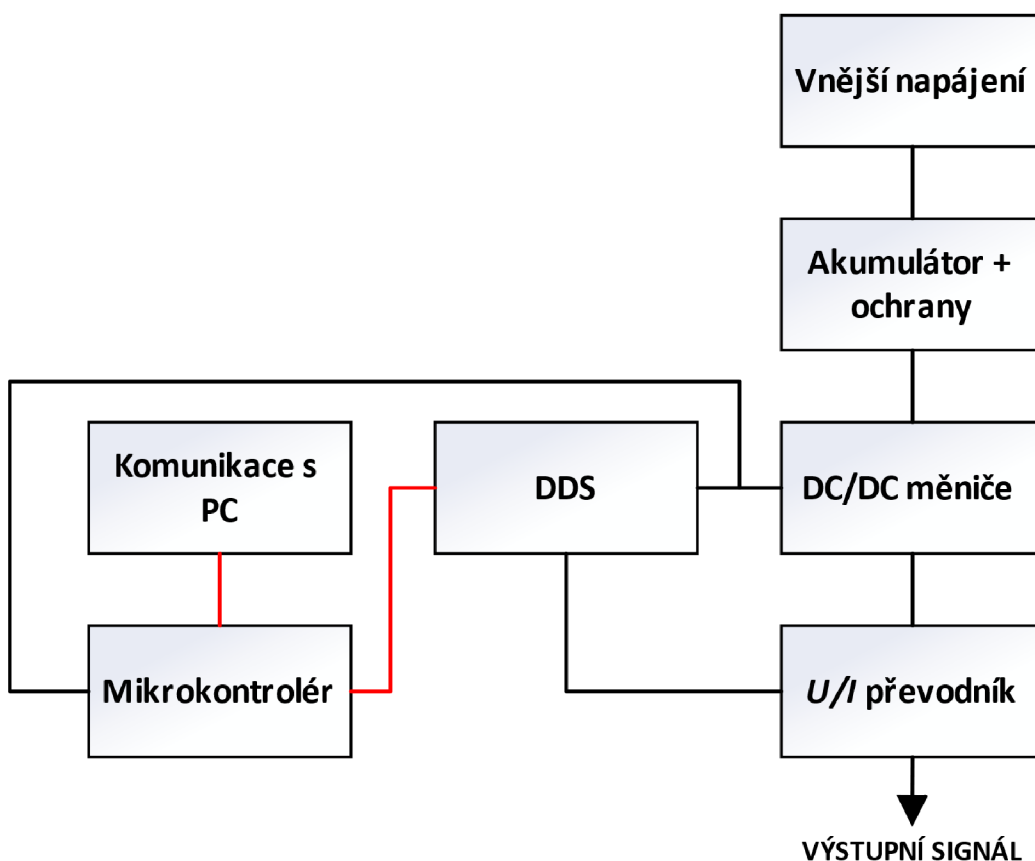 Vnější napájení
Akumulátor +
ochrany
Komunikace s
PC
DDS
DC/DC měniče
Mikrokontrolér
U/I převodník
VÝSTUPNÍ SIGNÁL